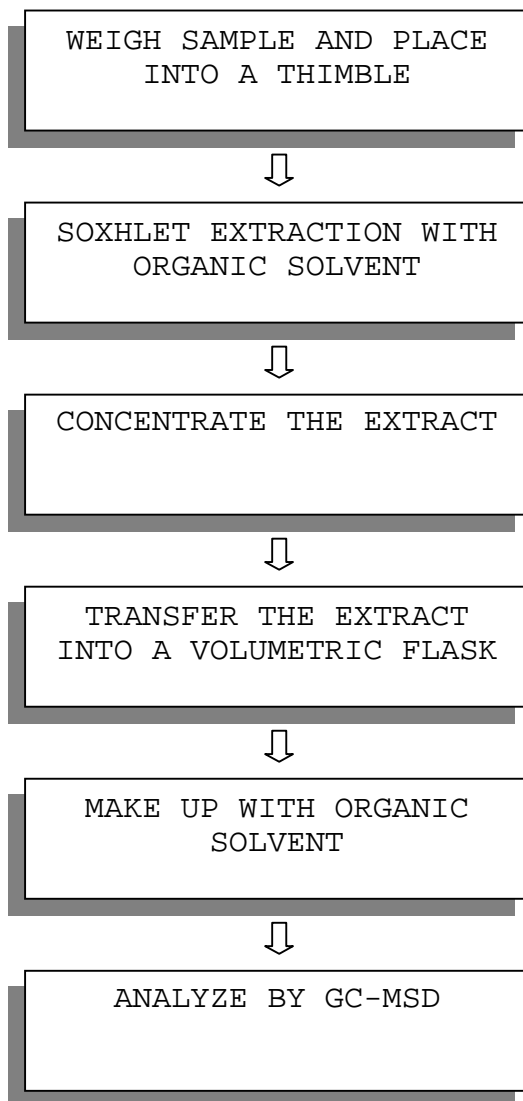 WEIGH SAMPLE AND PLACE
INTO A THIMBLE
SOXHLET EXTRACTION WITH
ORGANIC SOLVENT
CONCENTRATE THE EXTRACT
TRANSFER THE EXTRACT
INTO A VOLUMETRIC FLASK
MAKE UP WITH ORGANIC
SOLVENT
ANALYZE BY GC-MSD